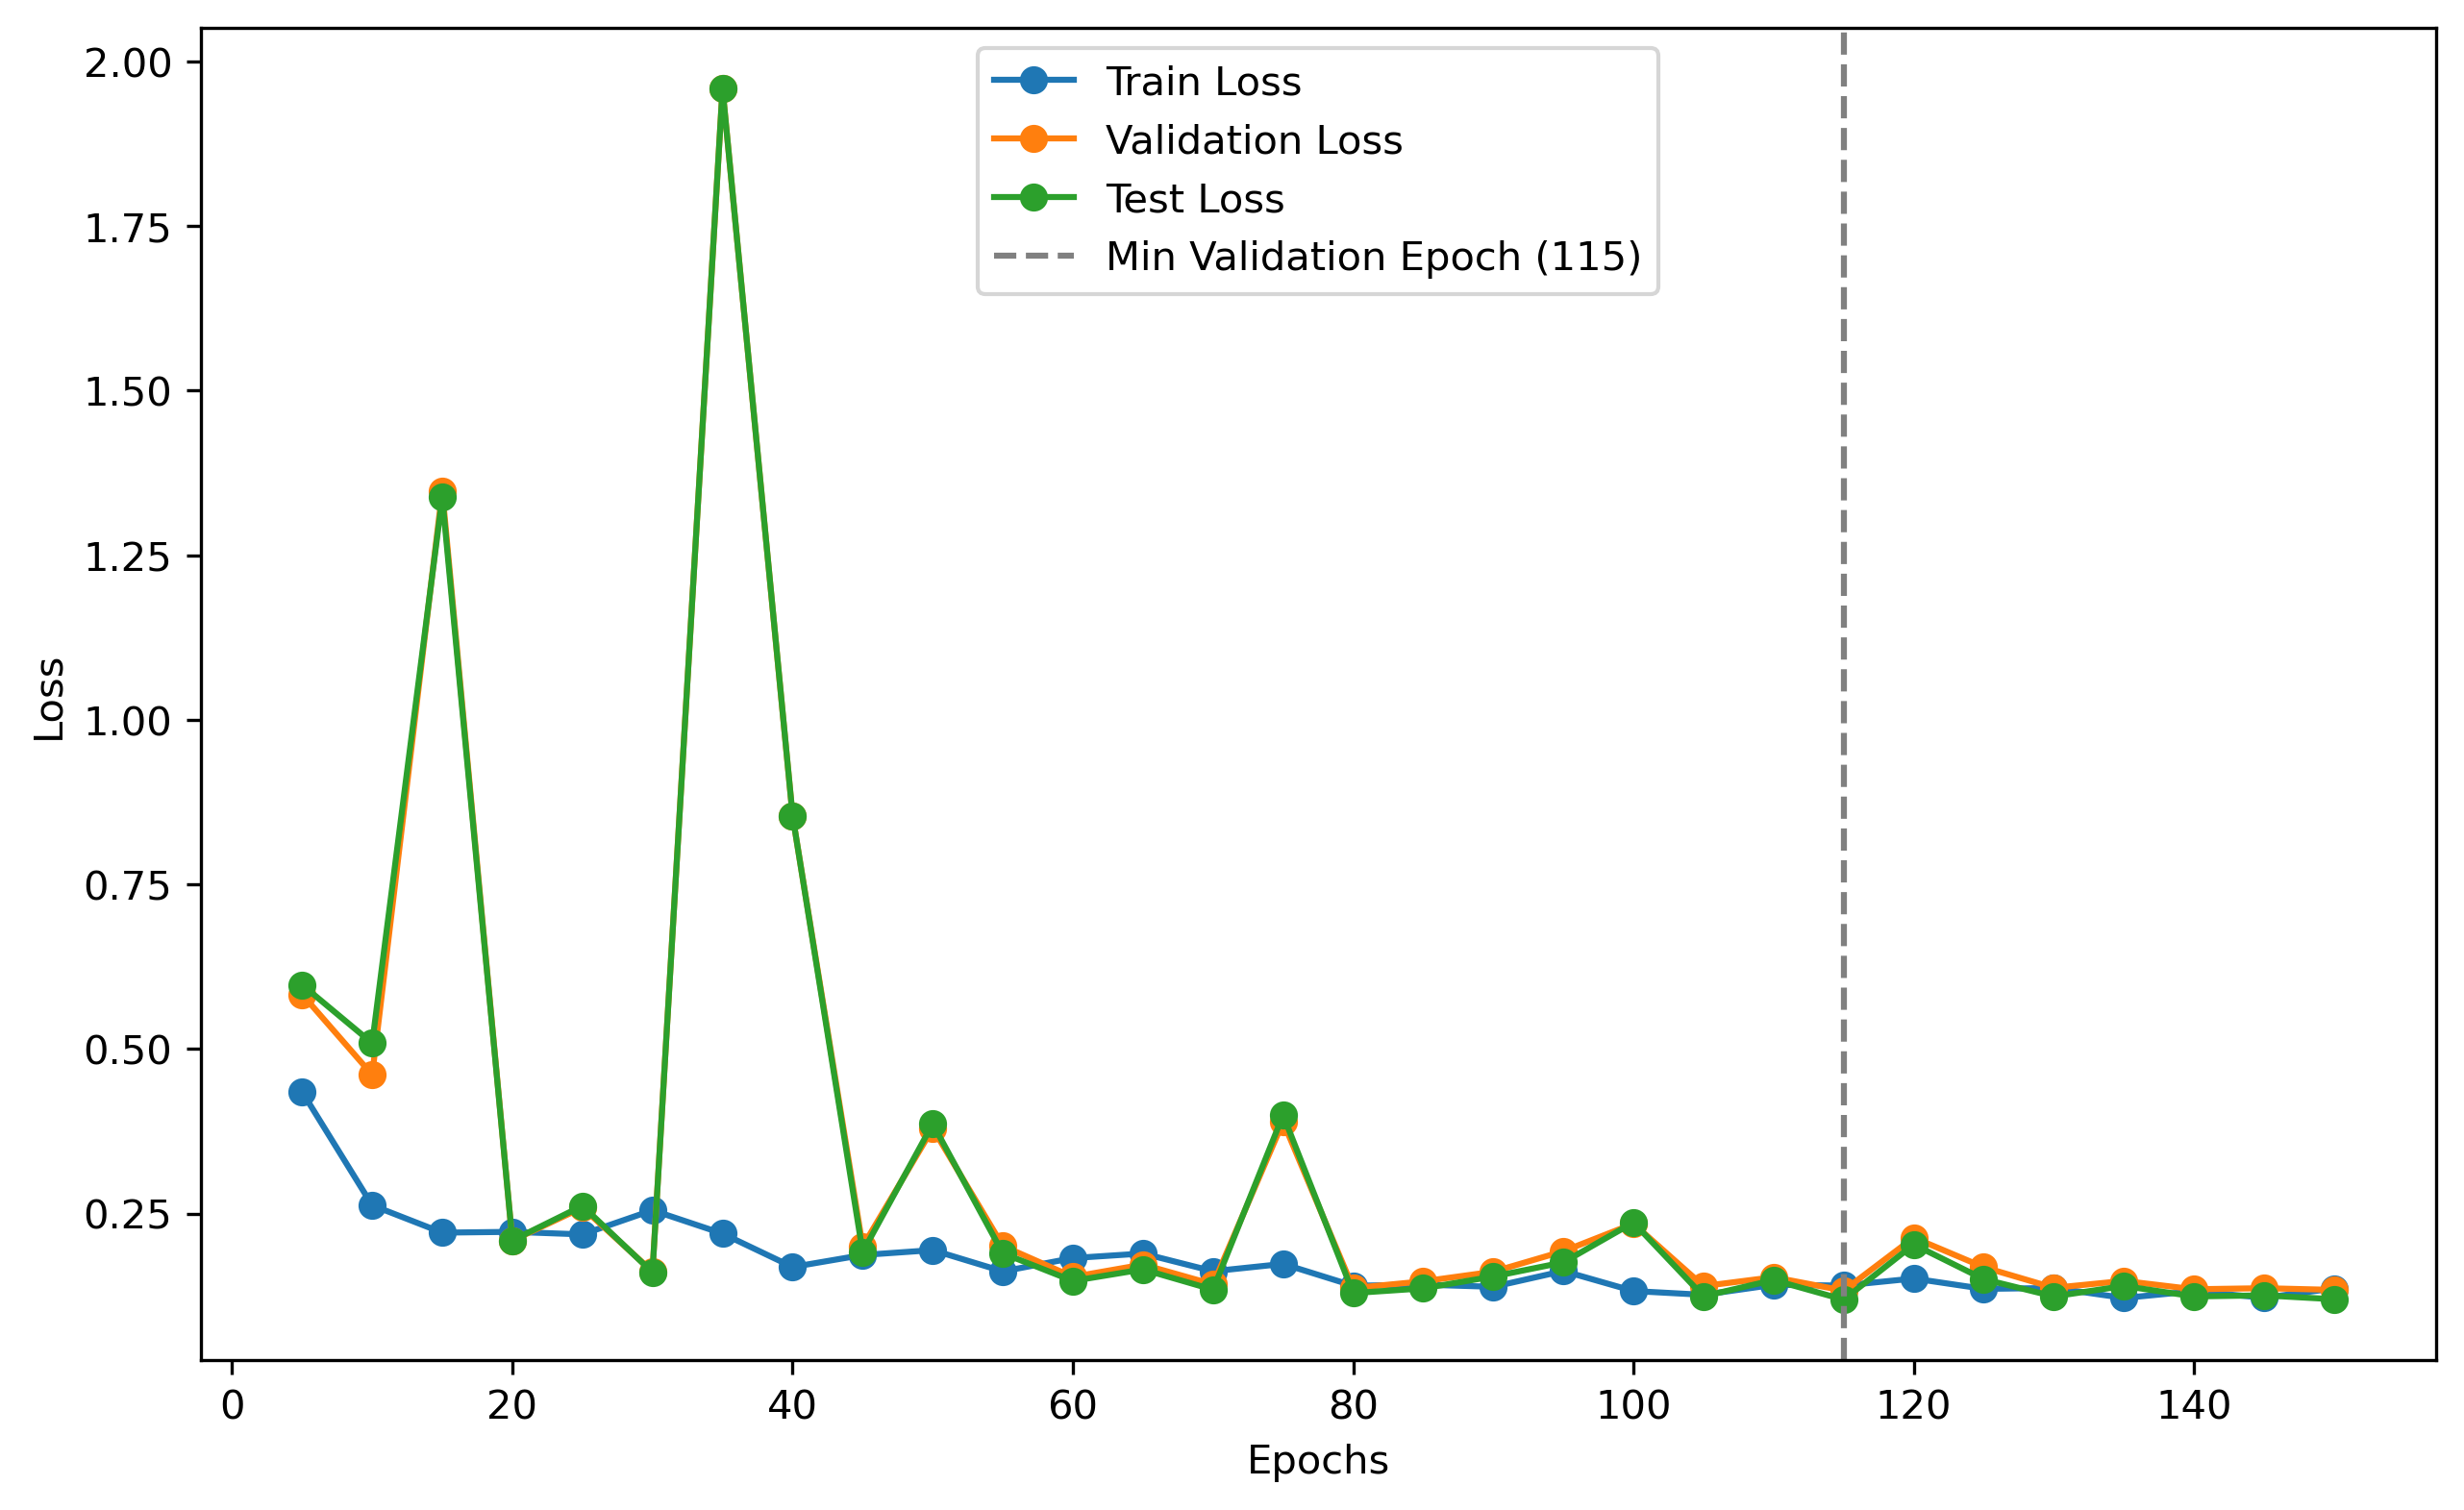 2.00
1.75
1.50
1.25
1.00
0.75
0.50
0.25
Loss
Train Loss
Validation Loss
Test Loss
Min Validation Epoch (115)
0 20 40 60 80 100 120 140
Epochs